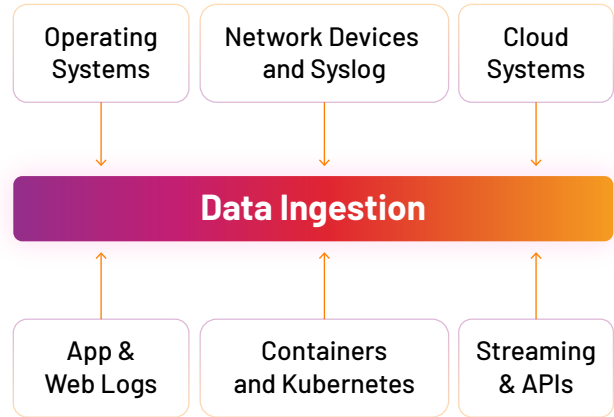 Operating
Systems
Network Devices
and Syslog
Cloud
Systems
Data Ingestion
App &
Web Logs
Containers
and Kubernetes
Streaming
& APIs